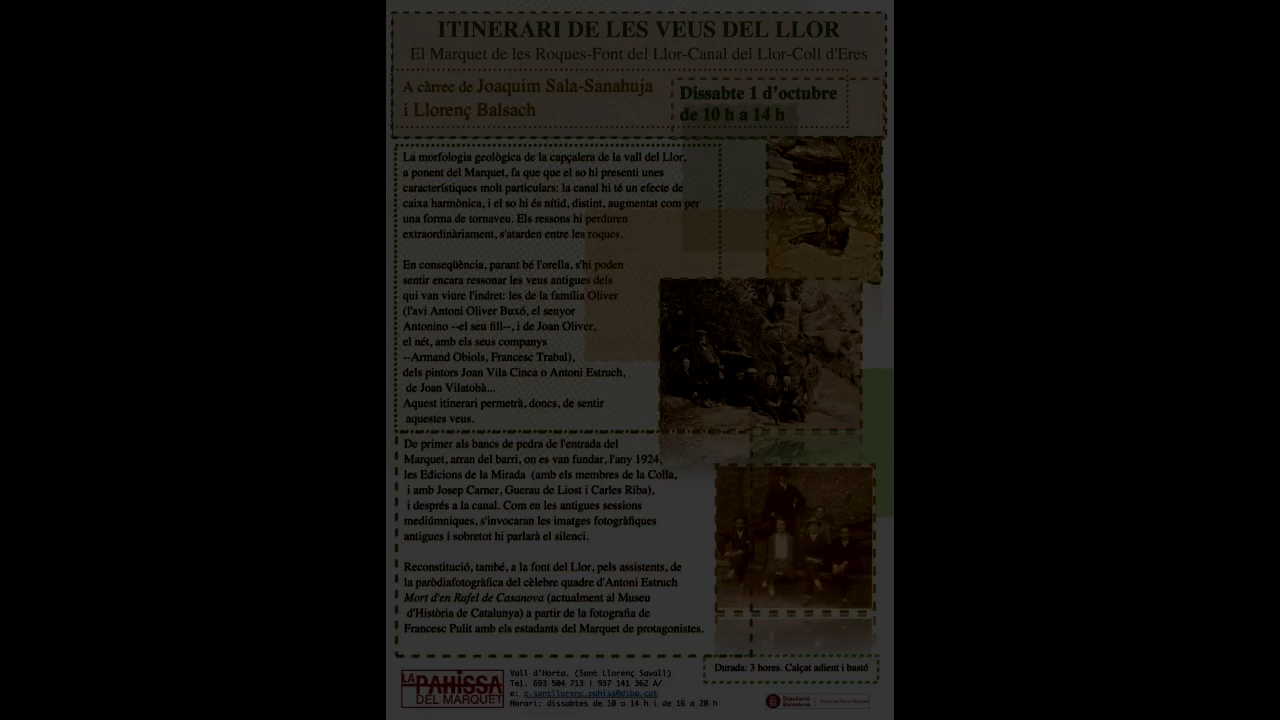 ITINERARI DE LES VEUS DEL LLOR
El Marquet de les Roques-Font del Llor-Canal del Llor-Coll d'Eres
A càrrec de Joaquim Sala-Sanahuja
i Llorenç Balsach
Dissabte 1 d'octubre
de 10 h a 14 h
La morfologia geològica de la capçalera de la vall del Llor,
a ponent del Marquet, fa que que el so hi presenti unes
característiques molt particulars: la canal hi té un efecte de
caixa harmònica, i el so hi és nítid, distint, augmentat com per
una forma de tornaveu. Els ressons hi perduren
extraordinàriament, s'atarden entre les roques.
En conseqüència, parant bé l'orella, s'hi poden
sentir encara ressonar les veus antigues dels
qui van viure l'indret: les de la família Oliver
(l'avi Antoni Oliver Buxó, el senyor
Antonino --el seu fill--, i de Joan Oliver,
el nét, amb els seus companys
--Armand Obiols, Francesc Trabal),
dels pintors Joan Vila Cinca o Antoni Estruch,
de Joan Vilatobà...
Aquest itinerari permetrà, doncs, de sentir
aquestes veus.
De primer als bancs de pedra de l'entrada del
Marquet, arran del barri, on es van fundar, l'any 1924,
les Edicions de la Mirada (amb els membres de la Colla,
i amb Josep Carner, Guerau de Liost i Carles Riba),
i després a la canal. Com en les antigues sessions
mediúmniques, s'invocaran les imatges fotogràfiques
antigues i sobretot hi parlarà el silenci.
Reconstitució, també, a la font del Llor, pels assistents, de
la paròdiafotogràfica del cèlebre quadre d'Antoni Estruch
Mort d'en Rafel de Casanova (actualment al Museu
d'Història de Catalunya) a partir de la fotografia de
Francesc Pulit amb els estadants del Marquet de protagonistes.
Durada: 3 hores. Calçat adient i bastó
LA PAHISSA
DEL MARQUET
Vall d'Horta. (Sant Llorenç Savall)
Tel. 693 504 713 | 937 141 362 A/
e: p.santllorenc.pahiss@diba.cat
Horari: dissabtes de 10 a 14 h i de 16 a 20 h
Diputació
Barcelona